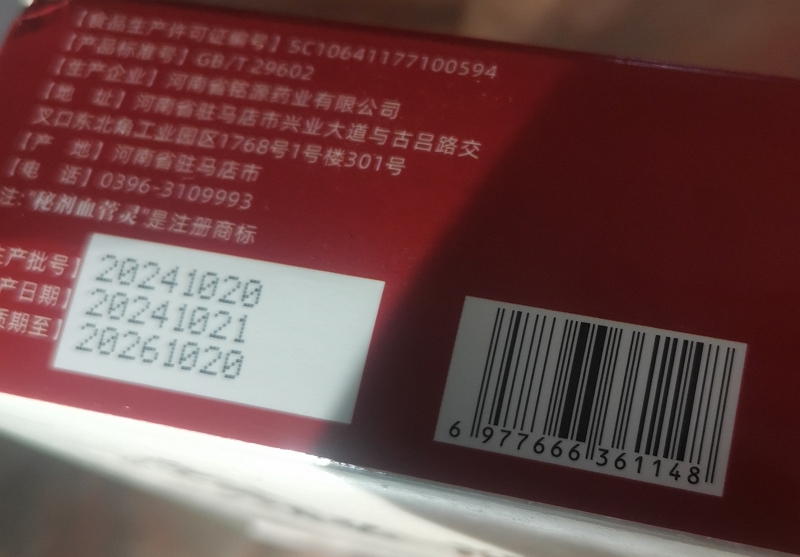 【食品生产许可证编号】SC10641177100594
【产品标准号】GB/T 29602
【生产企业】河南省铭源药业有限公司
【地 址】河南省驻马店市兴业大道与古吕路交
叉口东北角工业园区1768号1号楼301号
【产 地】河南省驻马店市
【电 话】0396-3109993
注:"秘剂血管灵"是注册商标
生产批号】20241020
产日期】20241021
质期至】20261020
6 977666 361148